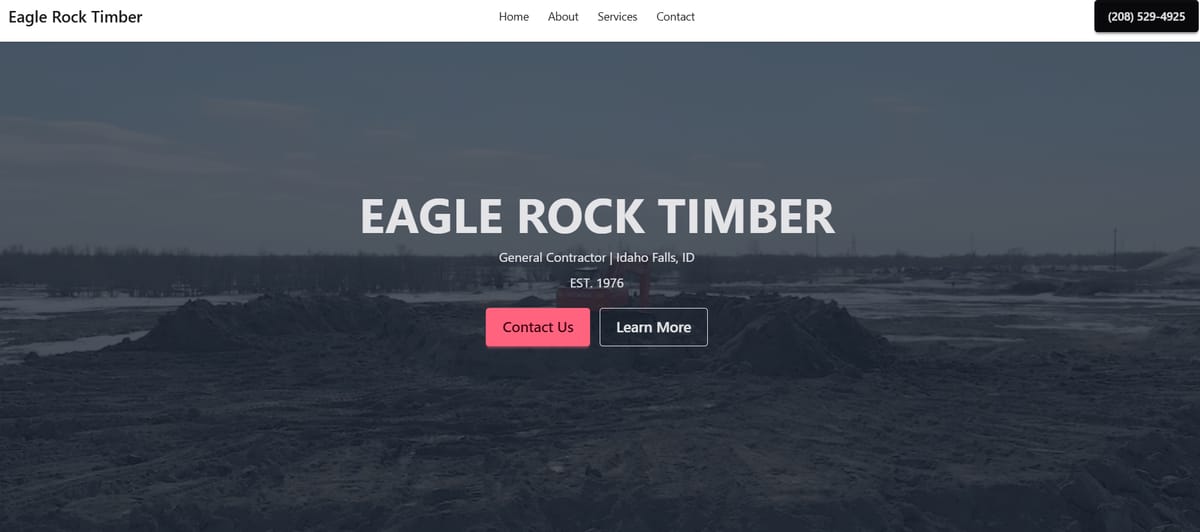 Eagle Rock Timber
Home About Services Contact
(208) 529-4925
EAGLE ROCK TIMBER
General Contractor | Idaho Falls, ID
EST. 1976
Contact Us Learn More